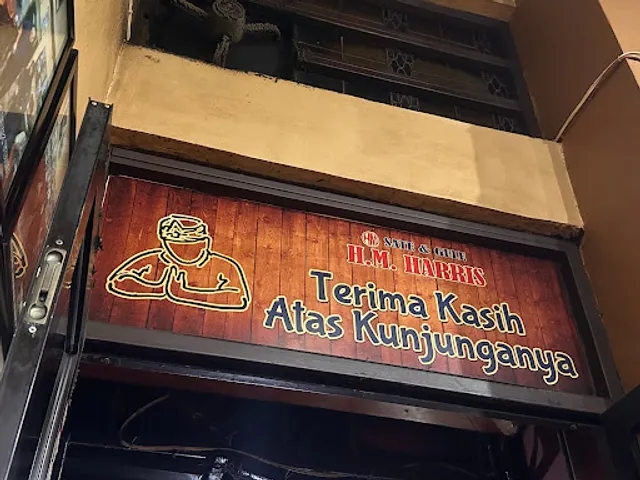 SATE & GULE
H.M. HARRIS
Terima Kasih
Atas Kunjunganya